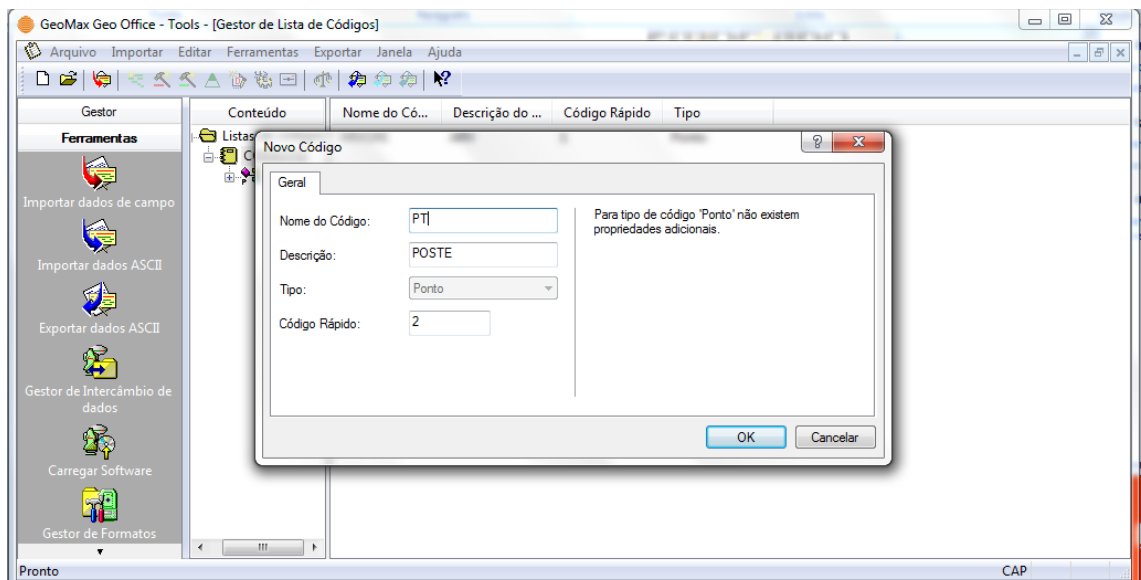 GeoMax Geo Office - Tools - [Gestor de Lista de Códigos]
Arquivo Importar Editar Ferramentas Exportar Janela Ajuda
Gestor
Ferramentas
Importar dados de campo
Importar dados ASCII
Exportar dados ASCII
Gestor de Intercâmbio de
dados
Carregar Software
Gestor de Formatos
Conteúdo
Listas
Nome do Có... Descrição do ... Código Rápido Tipo
Novo Código
Geral
Nome do Código: PT
Descrição: POSTE
Tipo: Ponto
Código Rápido: 2
Para tipo de código 'Ponto' não existem
propriedades adicionais.
OK Cancelar
Pronto CAP